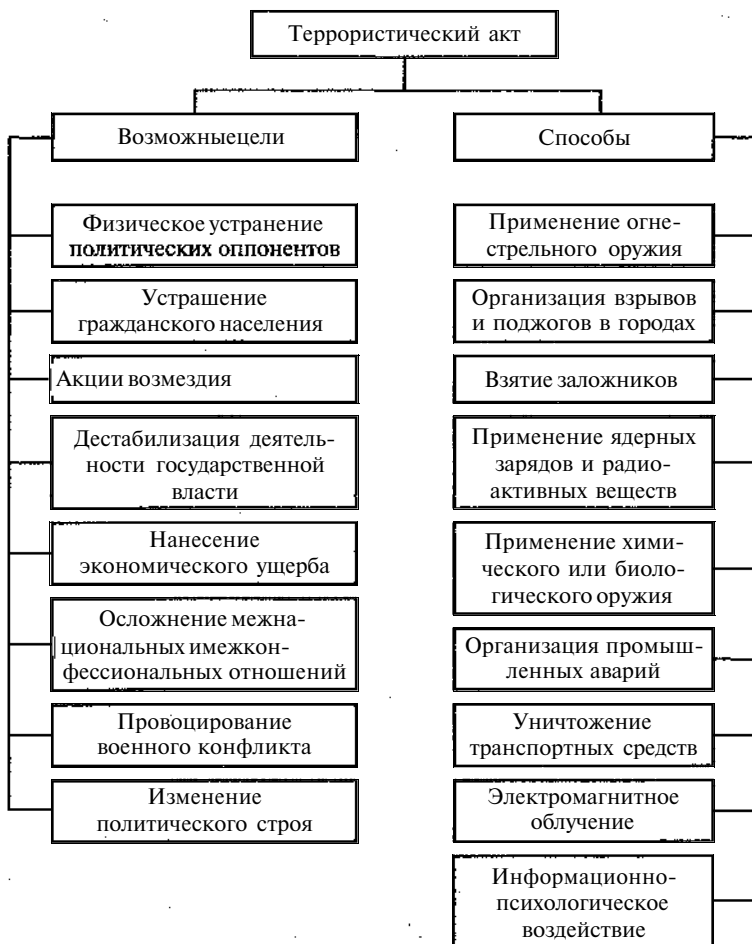 Террористический акт
Возможныецели
Физическое устранение
политических оппонентов
Устрашение
гражданского населения
Акции возмездия
Дестабилизация деятель-
ности государственной
власти
Нанесение
экономического ущерба
Осложнение межна-
циональных имежкон-
фессиональных отношений
Провоцирование
военного конфликта
Изменение
политического строя
Способы
Применение огне-
стрельного оружия
Организация взрывов
и поджогов в городах
Взятие заложников
Применение ядерных
зарядов и радио-
активных веществ
Применение хими-
ческого или биоло-
гического оружия
Организация промыш-
ленных аварий
Уничтожение
транспортных средств
Электромагнитное
облучение
Информационно-
психологическое
воздействие